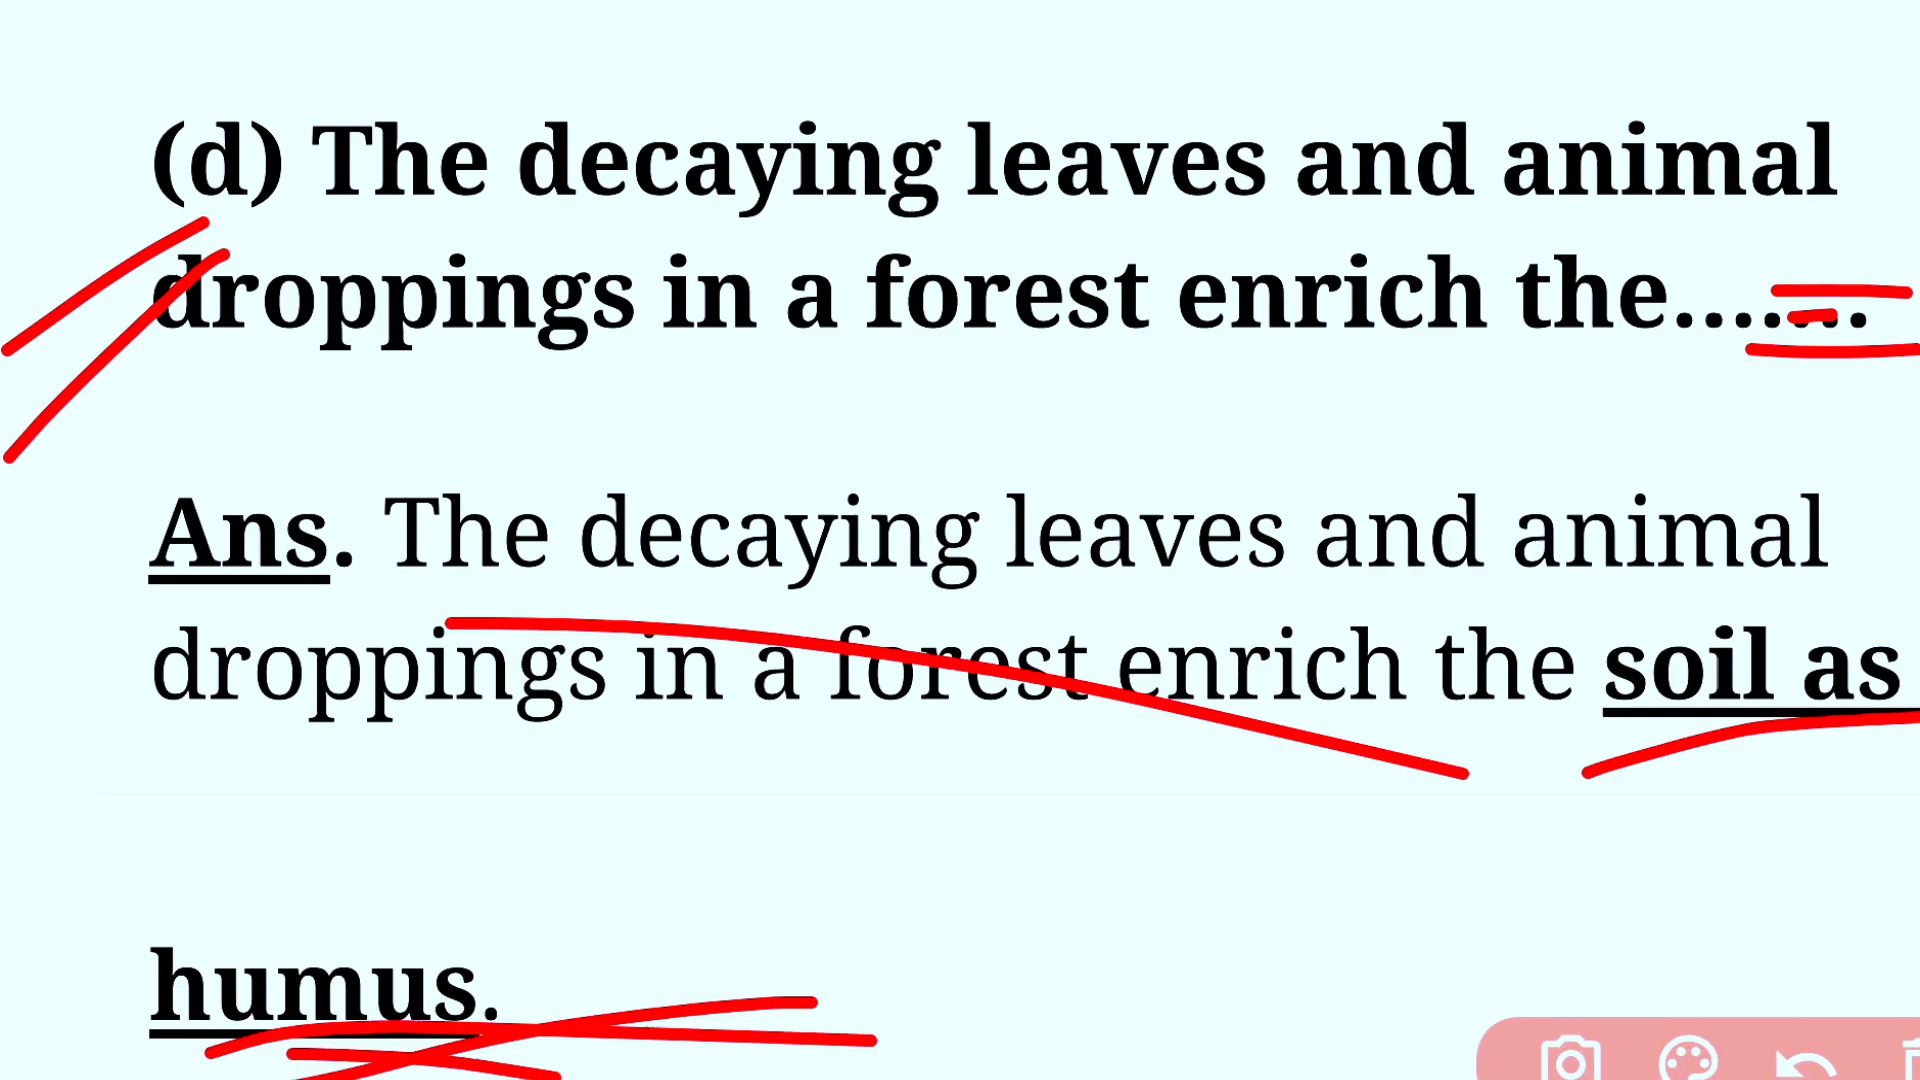 (d) The decaying leaves and animal
droppings in a forest enrich the.......
Ans. The decaying leaves and animal
droppings in a forest enrich the soil as
humus.